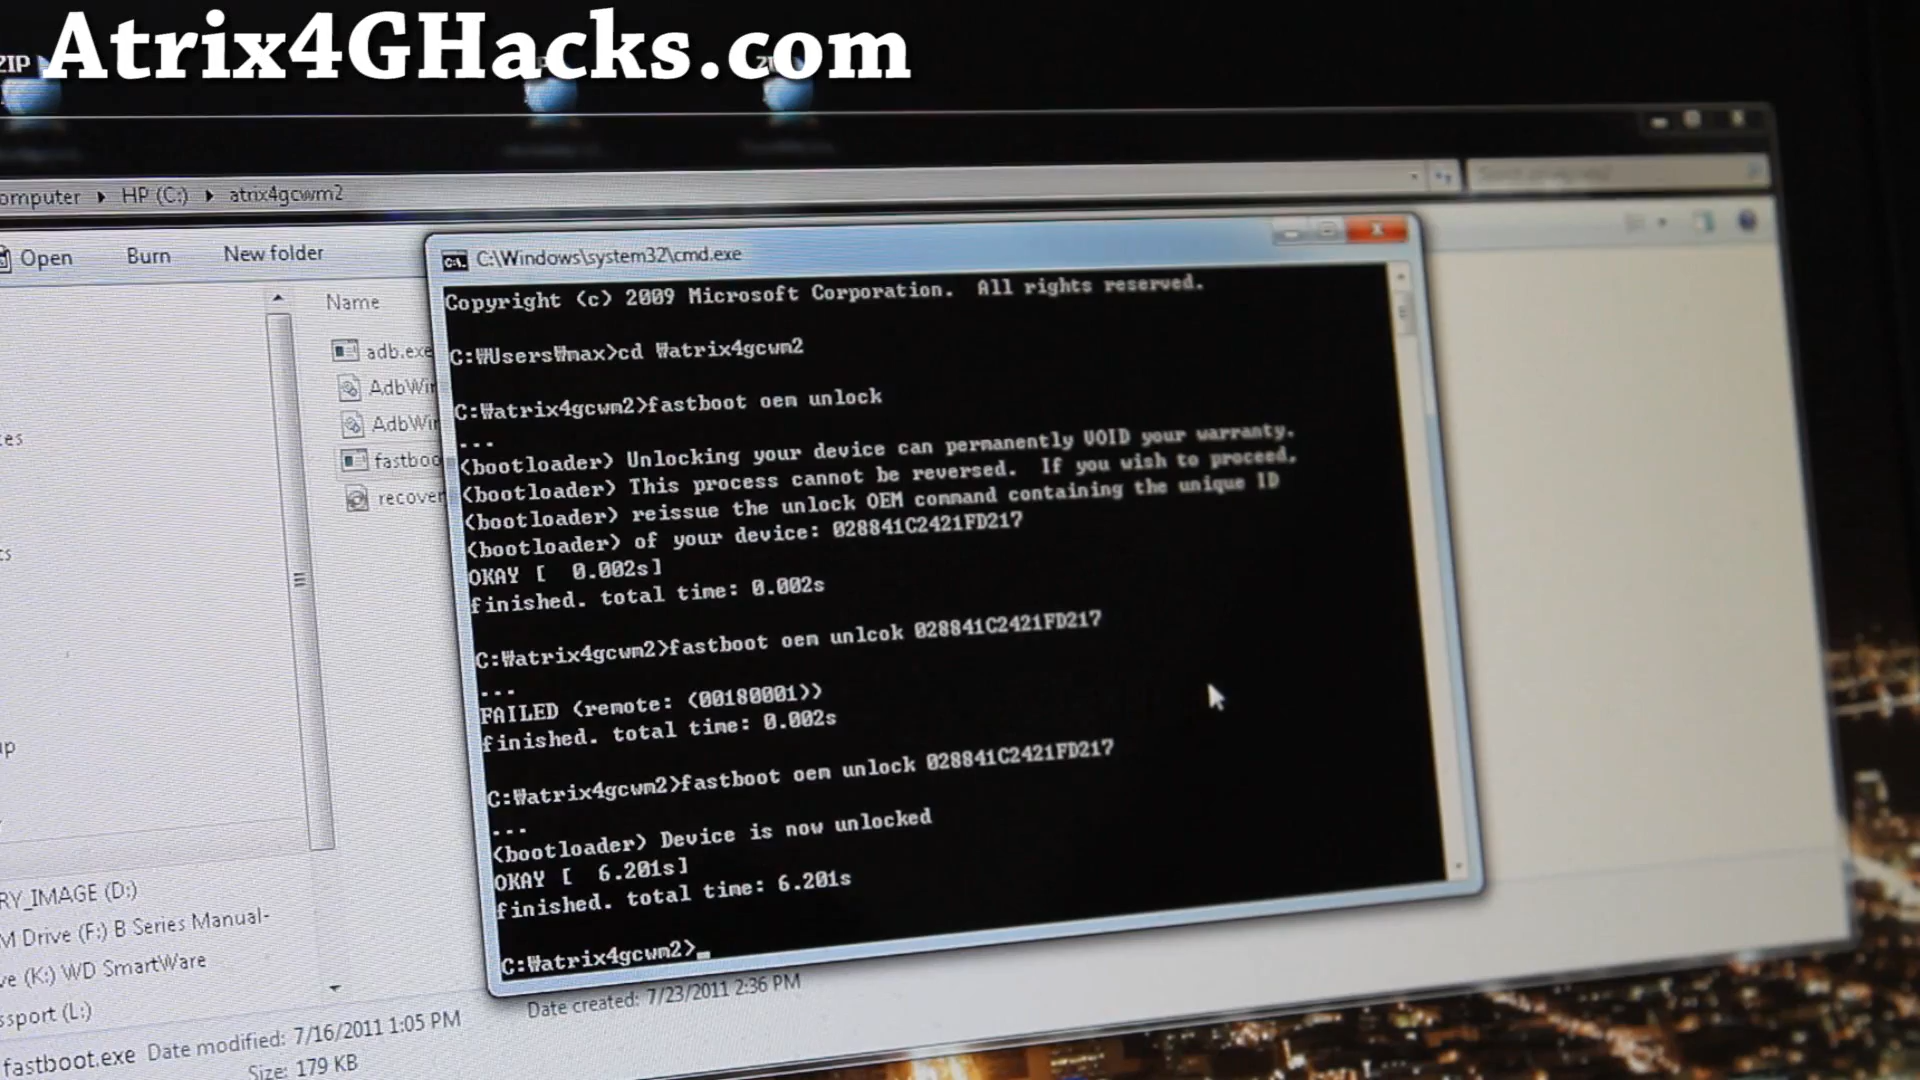 Atrix4GHacks.com
ZIP
omputer ▸ HP (C:) ▸ atrix4gcwm2
Open Burn New folder
C:\Windows\system32\cmd.exe
Name
adb.exe
AdbWin
AdbWin
fastboo
recover
Copyright (c) 2009 Microsoft Corporation.  All rights reserved.
C:₩Users₩max>cd ₩atrix4gcwm2
C:₩atrix4gcwm2>fastboot oem unlock
...
(bootloader) Unlocking your device can permanently VOID your warranty.
(bootloader) This process cannot be reversed.  If you wish to proceed,
(bootloader) reissue the unlock OEM command containing the unique ID
(bootloader) of your device: 028841C2421FD217
OKAY [  0.002s]
finished. total time: 0.002s
C:₩atrix4gcwm2>fastboot oem unlcok 028841C2421FD217
...
FAILED (remote: (00180001))
finished. total time: 0.002s
C:₩atrix4gcwm2>fastboot oem unlock 028841C2421FD217
...
(bootloader) Device is now unlocked
OKAY [  6.201s]
finished. total time: 6.201s
C:₩atrix4gcwm2>_
RY_IMAGE (D:)
M Drive (F:) B Series Manual-
ve (K:) WD SmartWare
ssport (L:)
fastboot.exe Date modified: 7/16/2011 1:05 PM
Date created: 7/23/2011 2:36 PM
Size: 179 KB